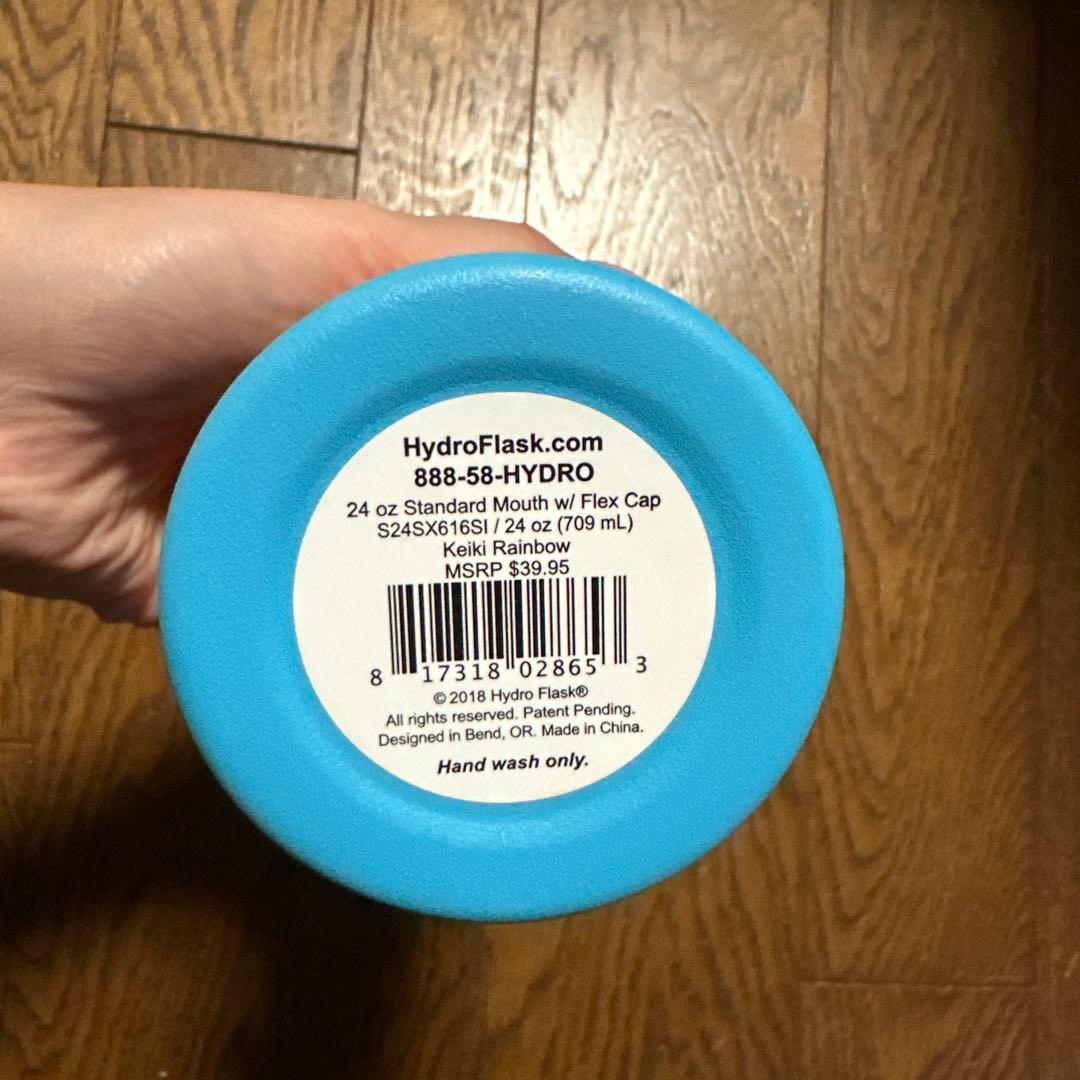 HydroFlask.com
888-58-HYDRO
24 oz Standard Mouth w/ Flex Cap
S24SX616SI / 24 oz (709 mL)
Keiki Rainbow
MSRP $39.95
8 17318 02865 3
© 2018 Hydro Flask®
All rights reserved. Patent Pending.
Designed in Bend, OR. Made in China.
Hand wash only.